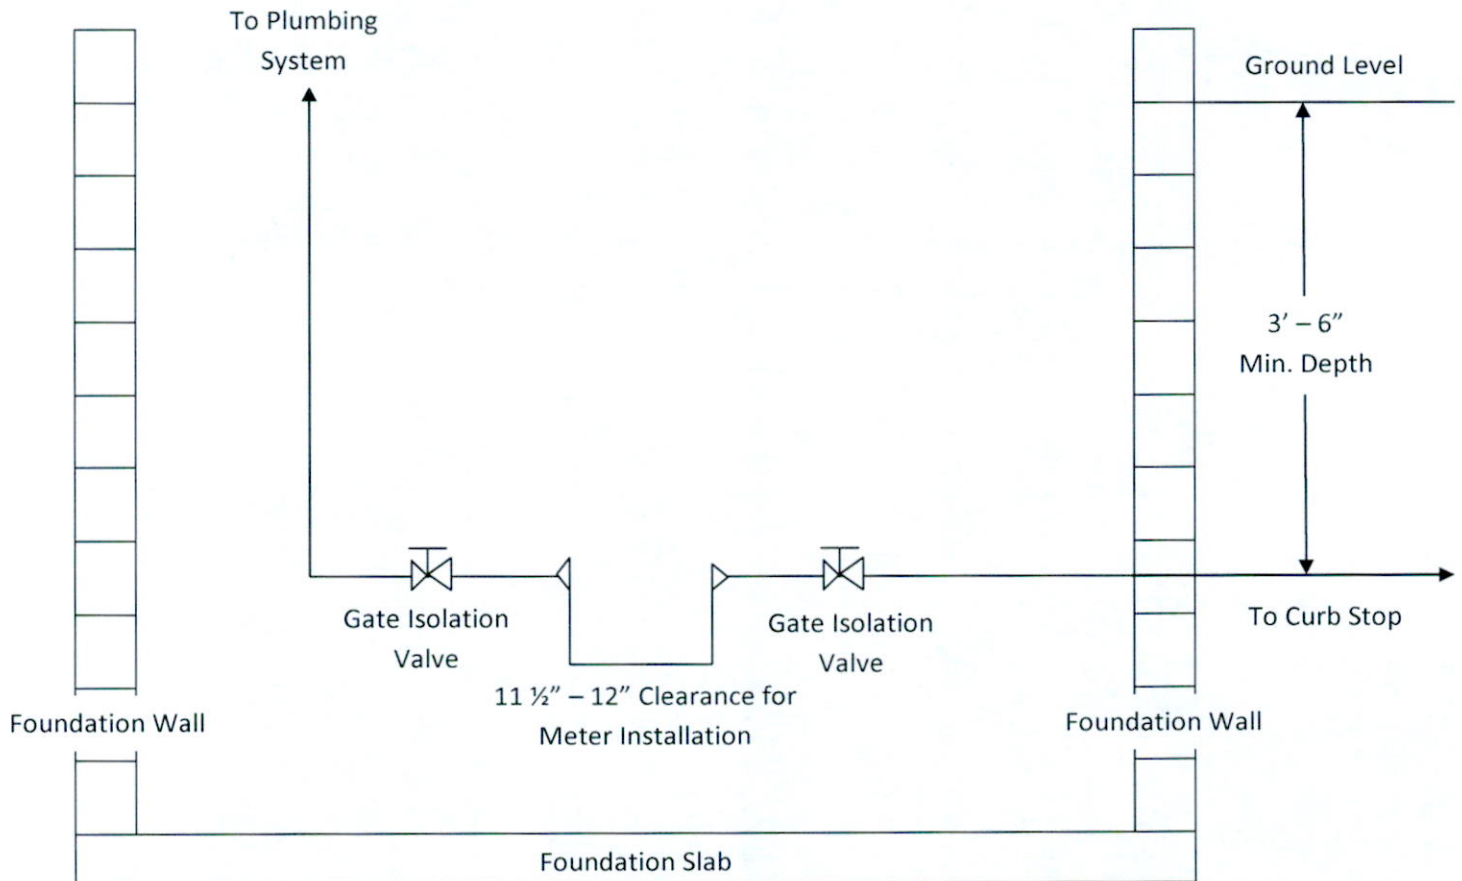 To Plumbing
System
Ground Level
3’ – 6”
Min. Depth
Gate Isolation
Valve
Gate Isolation
Valve
To Curb Stop
11 ½” – 12” Clearance for
Meter Installation
Foundation Wall
Foundation Wall
Foundation Slab